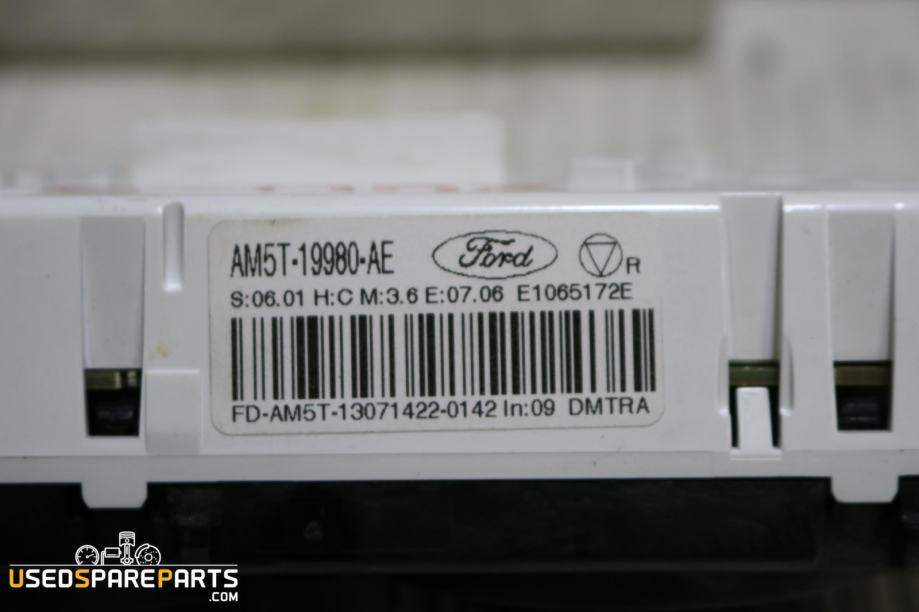 AM5T-19980-AE Ford R
S:06.01 H:C M:3.6 E:07.06 E1065172E
FD-AM5T-13071422-0142 In:09 DMTRA
USEDSPAREPARTS
.COM